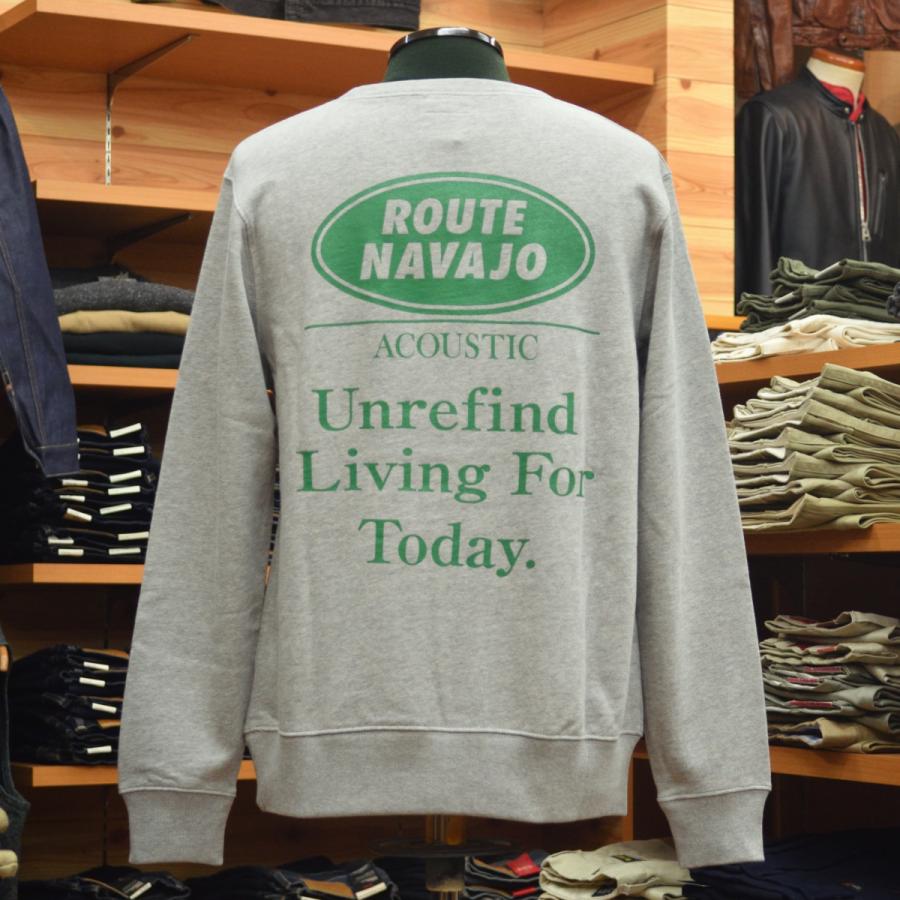 ROUTE
NAVAJO
ACOUSTIC
Unrefind
Living For
Today.